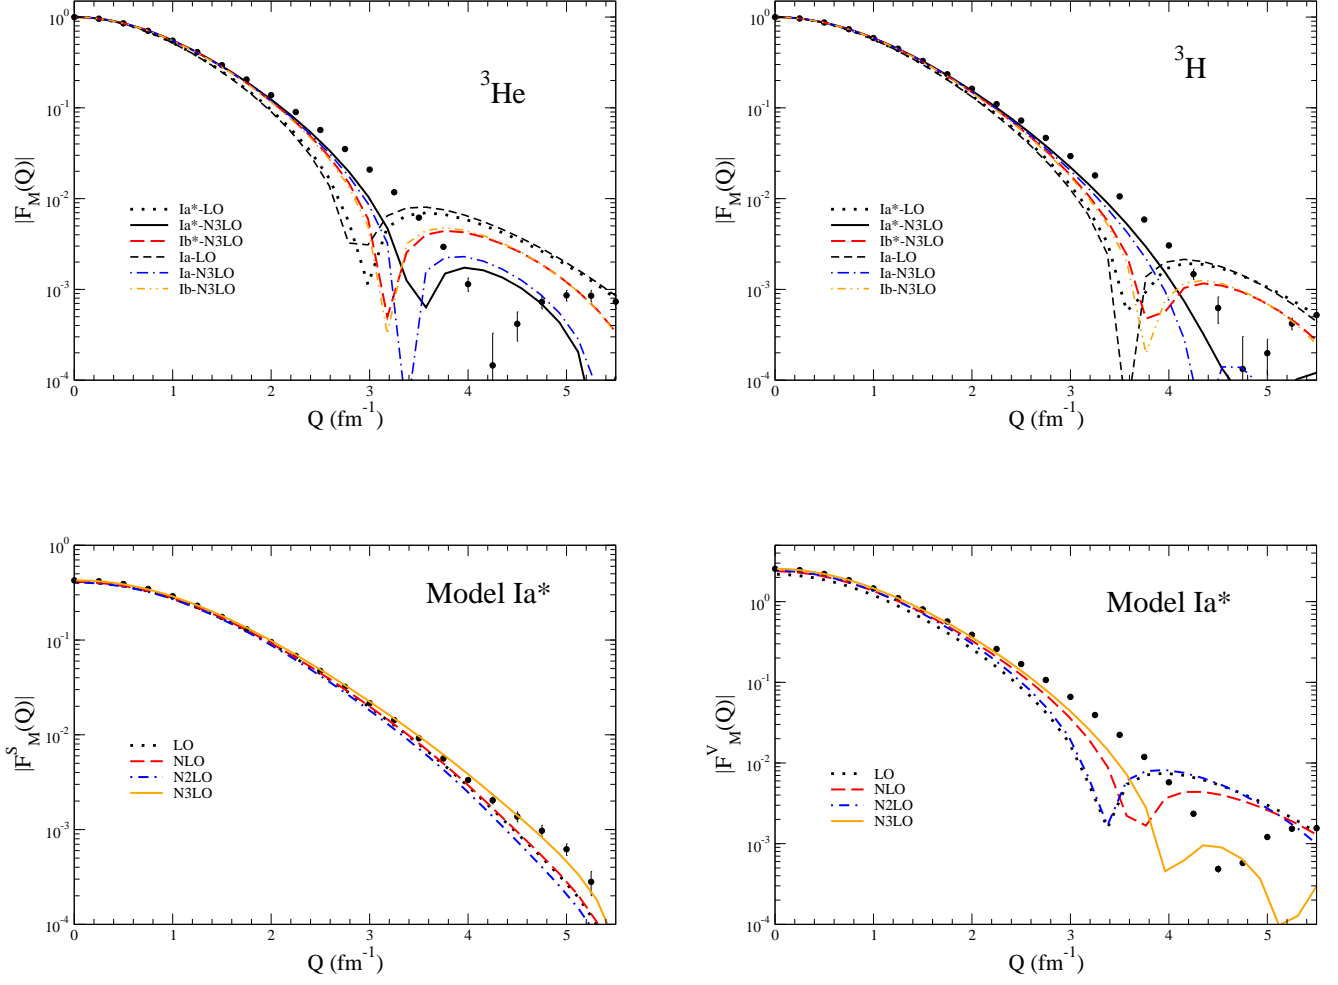 10^0
10^-1
10^-2
10^-3
10^-4
|F_M(Q)|
^3He
Ia*-LO
Ia*-N3LO
Ib*-N3LO
Ia-LO
Ia-N3LO
Ib-N3LO
0 1 2 3 4 5
Q (fm^-1)
10^0
10^-1
10^-2
10^-3
10^-4
|F_M(Q)|
^3H
Ia*-LO
Ia*-N3LO
Ib*-N3LO
Ia-LO
Ia-N3LO
Ib-N3LO
0 1 2 3 4 5
Q (fm^-1)
10^0
10^-1
10^-2
10^-3
10^-4
|F^S_M(Q)|
Model Ia*
LO
NLO
N2LO
N3LO
0 1 2 3 4 5
Q (fm^-1)
10^0
10^-1
10^-2
10^-3
10^-4
|F^V_M(Q)|
Model Ia*
LO
NLO
N2LO
N3LO
0 1 2 3 4 5
Q (fm^-1)